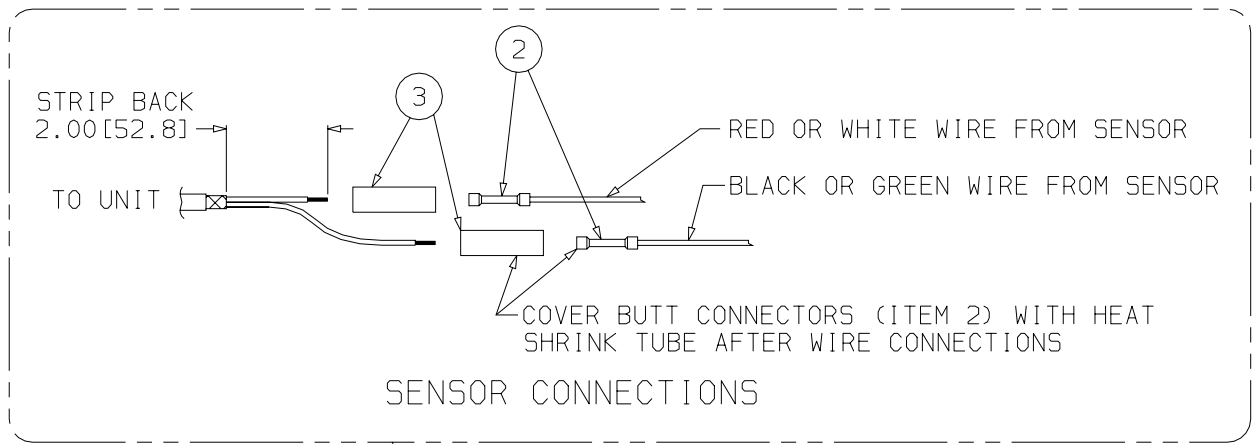 2
3
STRIP BACK
2.00[52.8]
RED OR WHITE WIRE FROM SENSOR
BLACK OR GREEN WIRE FROM SENSOR
TO UNIT
COVER BUTT CONNECTORS (ITEM 2) WITH HEAT
SHRINK TUBE AFTER WIRE CONNECTIONS
SENSOR CONNECTIONS